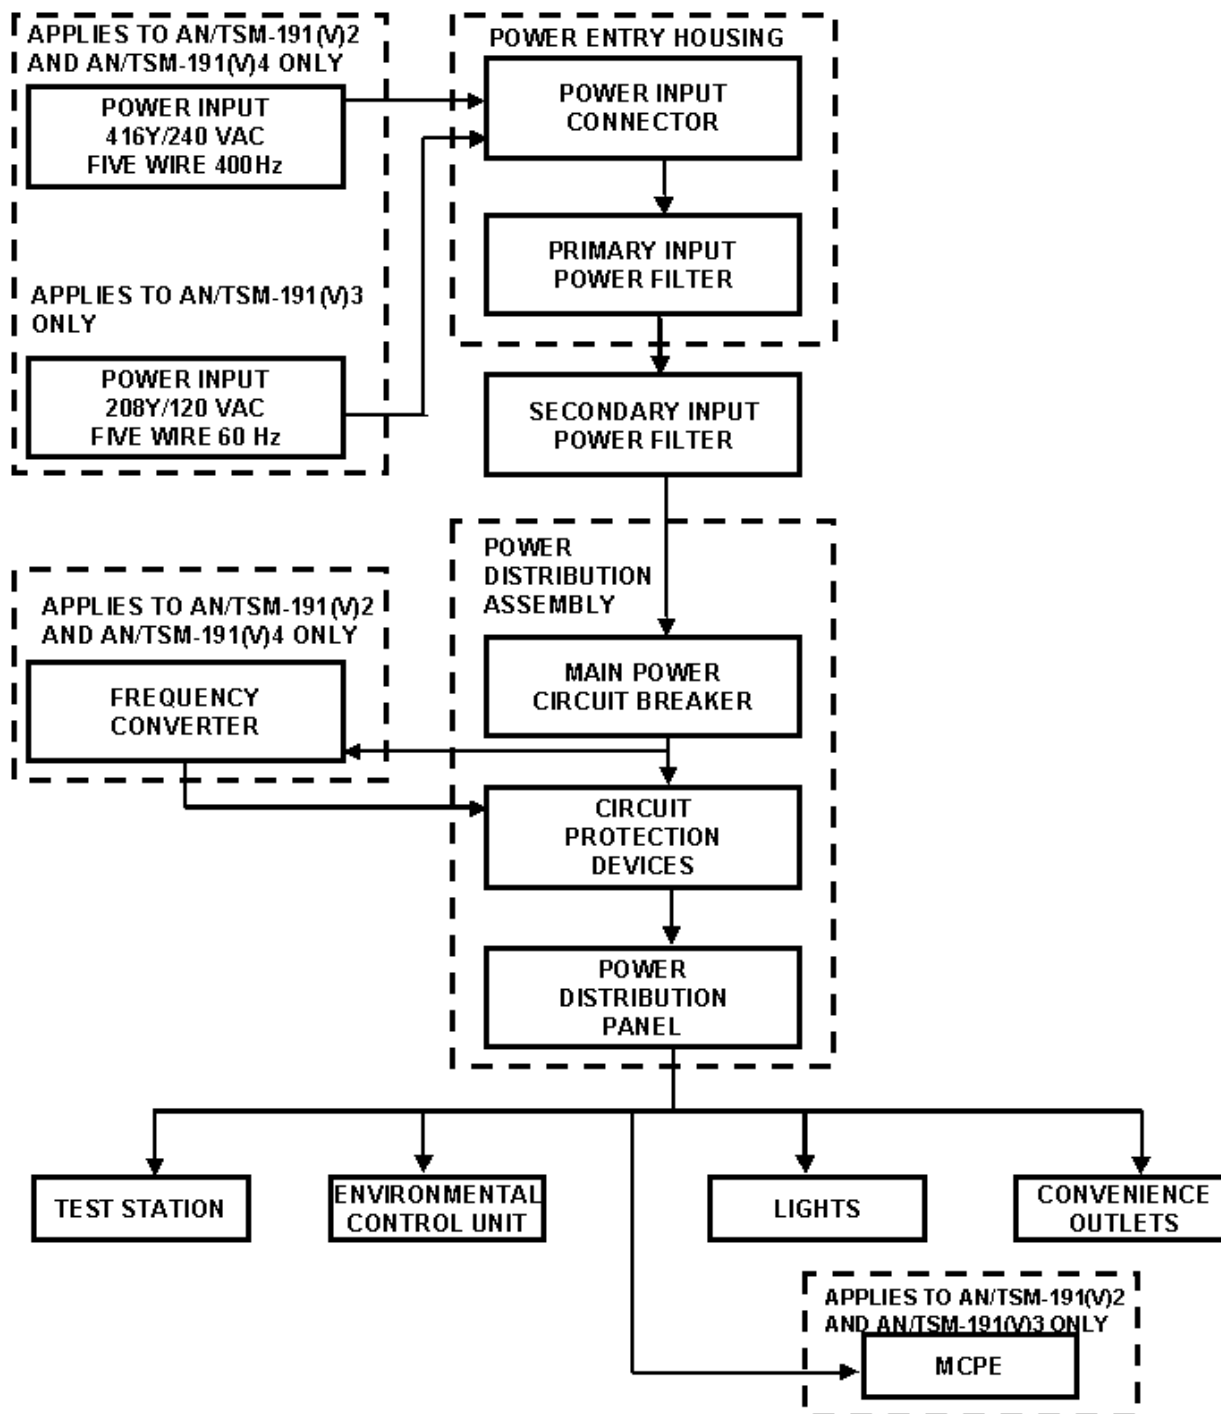 APPLIES TO AN/TSM-191(V)2
AND AN/TSM-191(V)4 ONLY
POWER INPUT
416Y/240 VAC
FIVE WIRE 400Hz
POWER ENTRY HOUSING
POWER INPUT
CONNECTOR
PRIMARY INPUT
POWER FILTER
APPLIES TO AN/TSM-191(V)3
ONLY
POWER INPUT
208Y/120 VAC
FIVE WIRE 60 Hz
SECONDARY INPUT
POWER FILTER
POWER
DISTRIBUTION
ASSEMBLY
APPLIES TO AN/TSM-191(V)2
AND AN/TSM-191(V)4 ONLY
FREQUENCY
CONVERTER
MAIN POWER
CIRCUIT BREAKER
CIRCUIT
PROTECTION
DEVICES
POWER
DISTRIBUTION
PANEL
TEST STATION
ENVIRONMENTAL
CONTROL UNIT
LIGHTS
CONVENIENCE
OUTLETS
APPLIES TO AN/TSM-191(V)2
AND AN/TSM-191(V)3 ONLY
MCPE